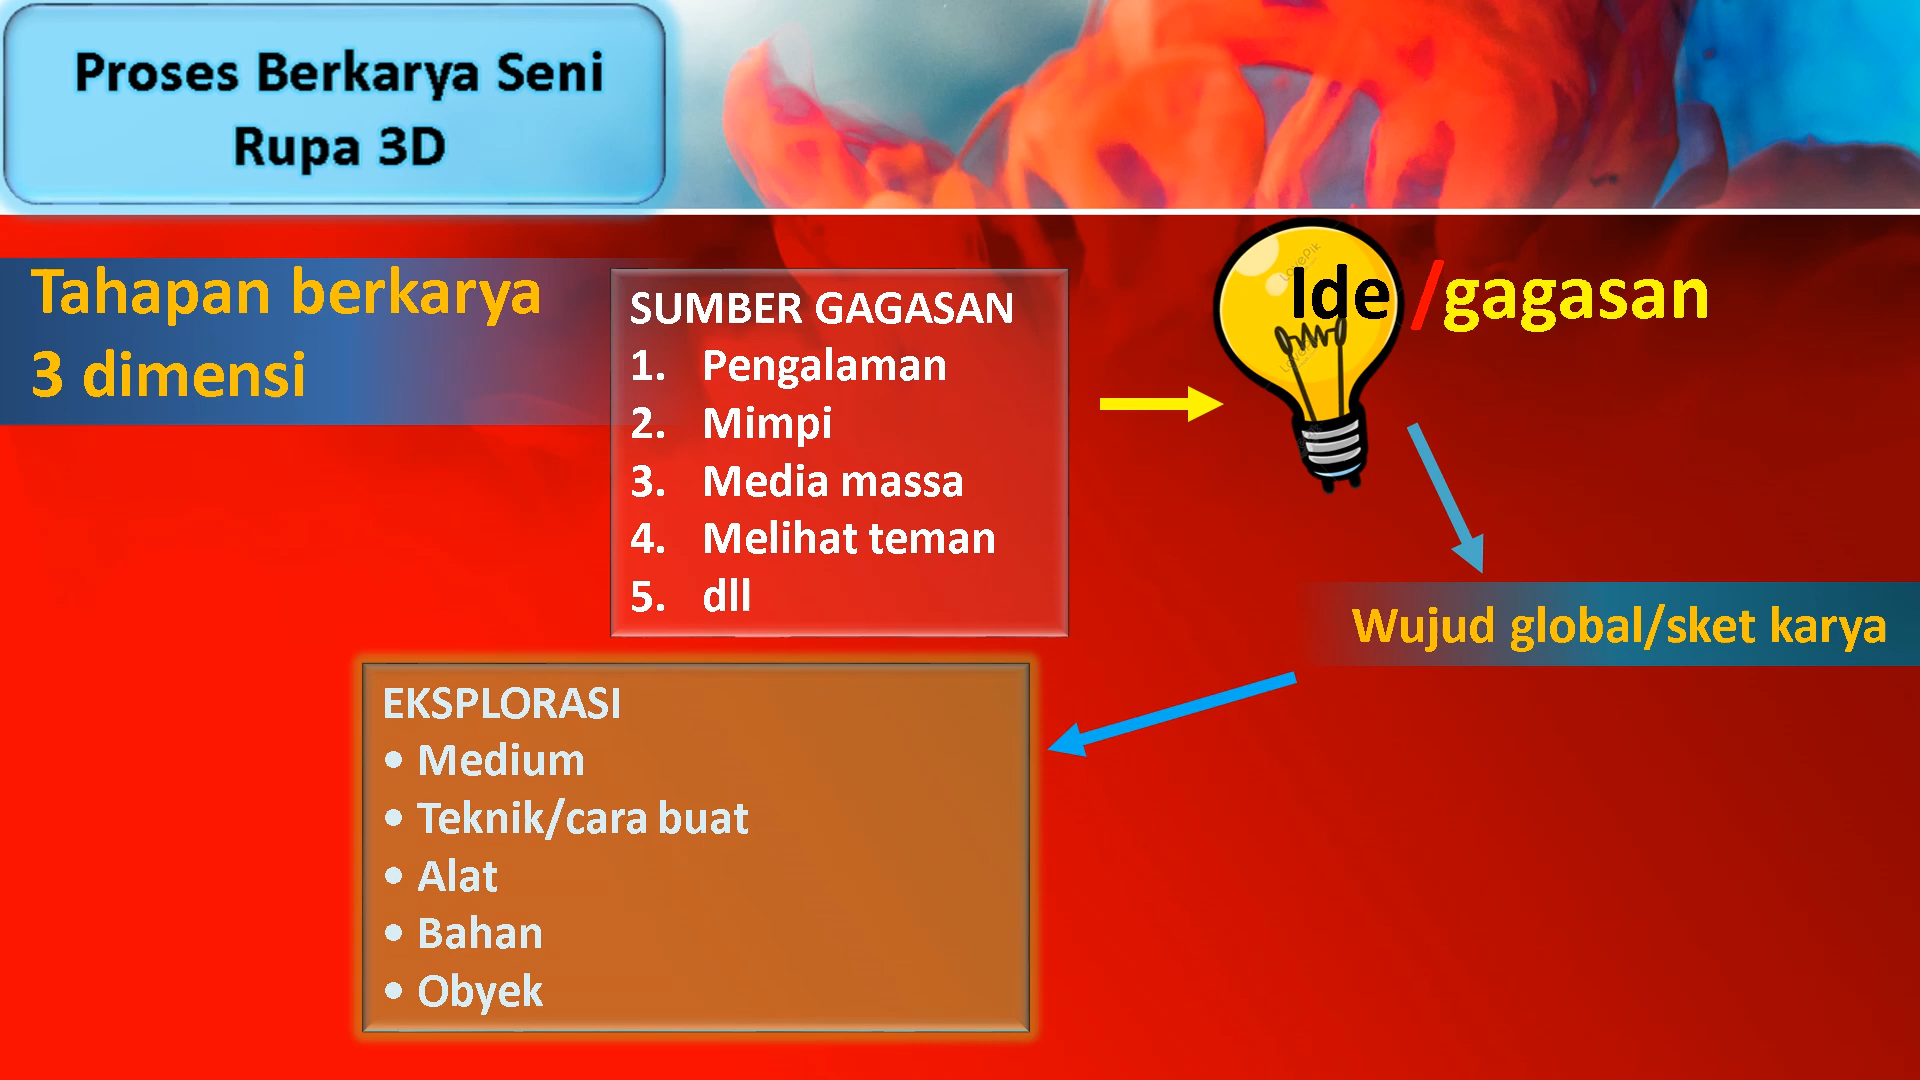 Proses Berkarya Seni
Rupa 3D
Tahapan berkarya
3 dimensi
SUMBER GAGASAN
1. Pengalaman
2. Mimpi
3. Media massa
4. Melihat teman
5. dll
Ide /gagasan
Wujud global/sket karya
EKSPLORASI
• Medium
• Teknik/cara buat
• Alat
• Bahan
• Obyek